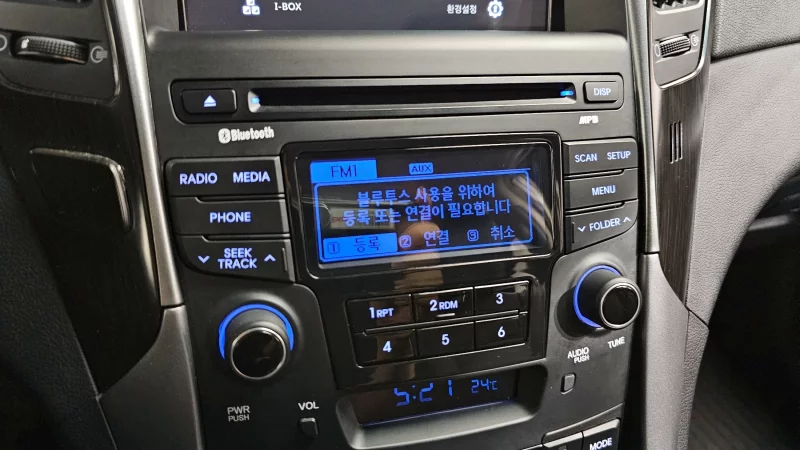 I-BOX
환경설정
DISP
Bluetooth
MP3
RADIO MEDIA
PHONE
SEEK
TRACK
FM1
AUX
블루투스 사용을 위하여
등록 또는 연결이 필요합니다
1 등록 2 연결 3 취소
SCAN SETUP
MENU
FOLDER
1 RPT
2 RDM
3
4
5
6
PWR
PUSH
VOL
AUDIO
PUSH
TUNE
5:21 24℃
MODE